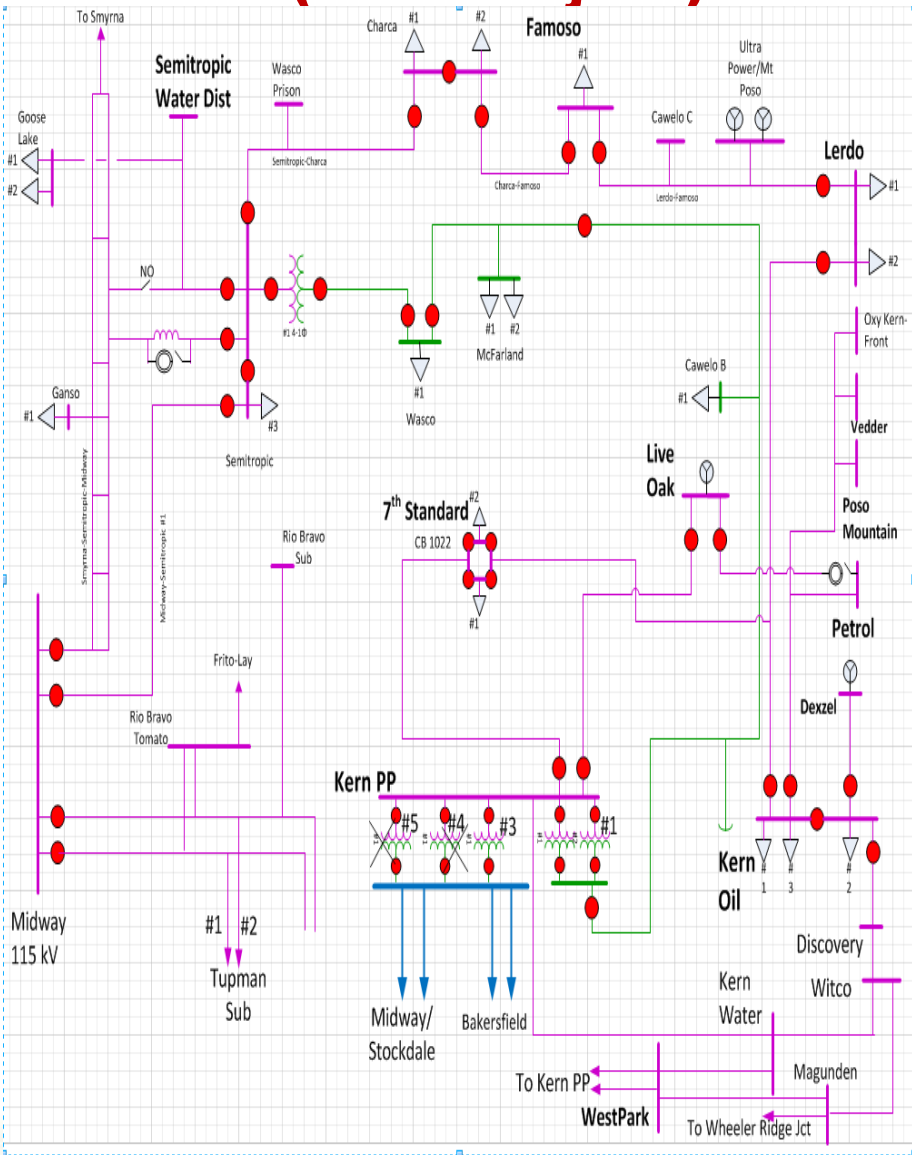 To Smyrna
Charca
#1
#2
Famoso
#1
Ultra
Power/Mt
Poso
Semitropic
Water Dist
Wasco
Prison
Goose
Lake
#1
#2
Cawelo C
Lerdo
Semitropic-Charca
Charca-Famoso
Lerdo-Famoso
#1
#2
NO
#1 4-1Φ
#1
#2
McFarland
Oxy Kern-
Front
Ganso
#1
#1
Wasco
Cawelo B
#1
#3
Semitropic
Vedder
Live
Oak
Smyrna-Semitropic-Midway
Midway-Semitropic #1
7th Standard
#2
CB 1022
Poso
Mountain
Rio Bravo
Sub
#1
Petrol
Frito-Lay
Dexzel
Rio Bravo
Tomato
Kern PP
#5
#4
#3
#1
Kern
Oil
#
1
#
3
#
2
Midway
115 kV
#1
#2
Tupman
Sub
Discovery
Witco
Kern
Water
Midway/
Stockdale
Bakersfield
To Kern PP
Magunden
WestPark
To Wheeler Ridge Jct